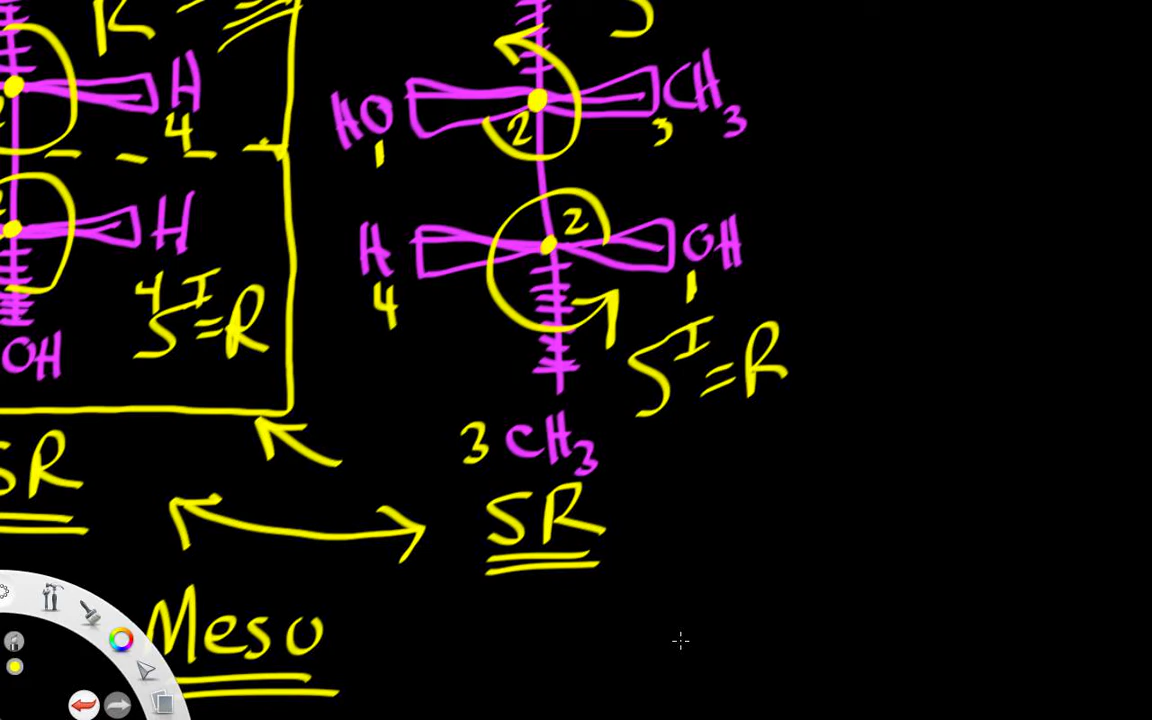 R S
H HO 2 CH3
4 1 3
H H 2 OH
4 4 1
S I = R S I = R
OH
3 CH3
SR SR
Meso